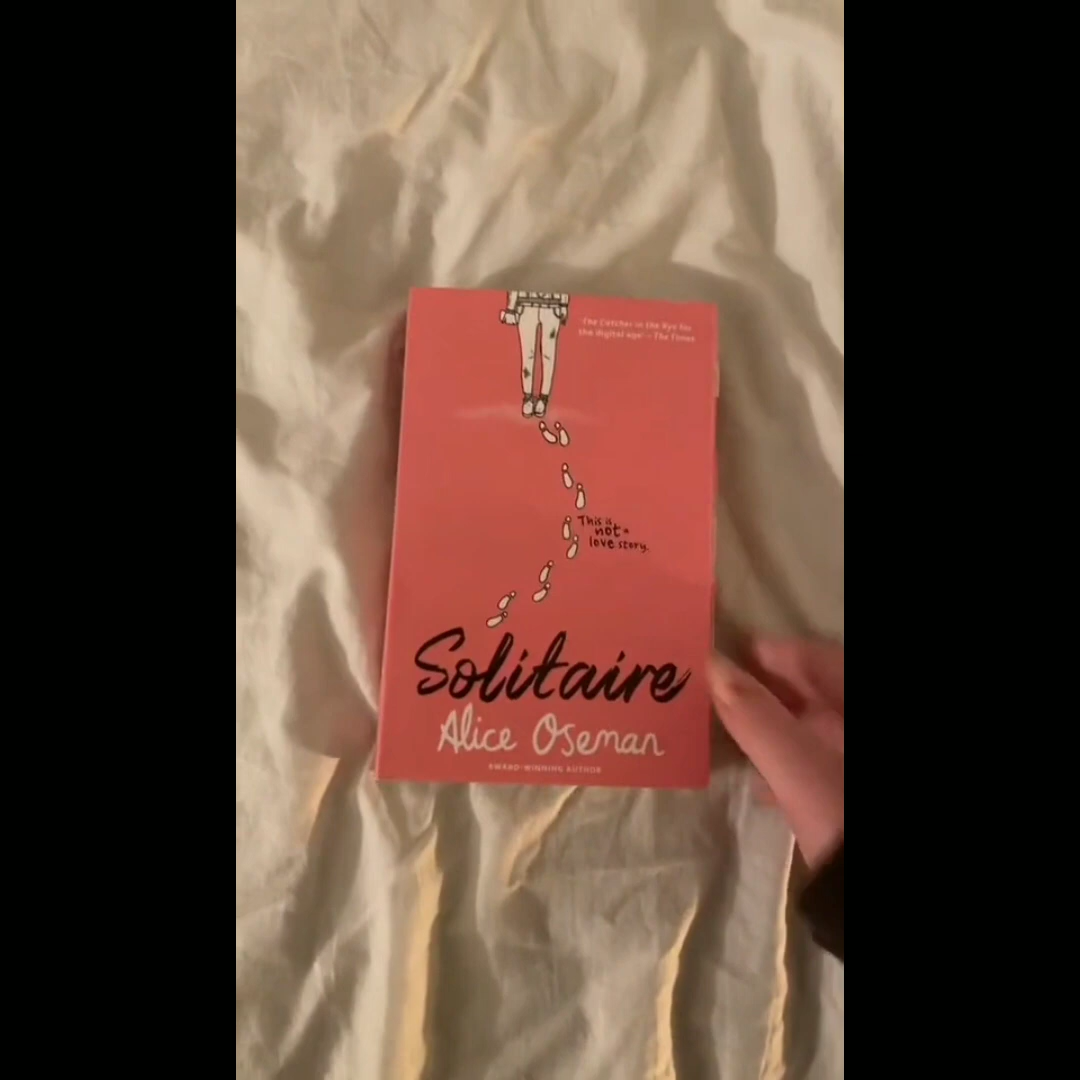 'The Catcher in the Rye for
the digital age' – The Times
This is
not a
love story.
Solitaire
Alice Oseman
AWARD-WINNING AUTHOR